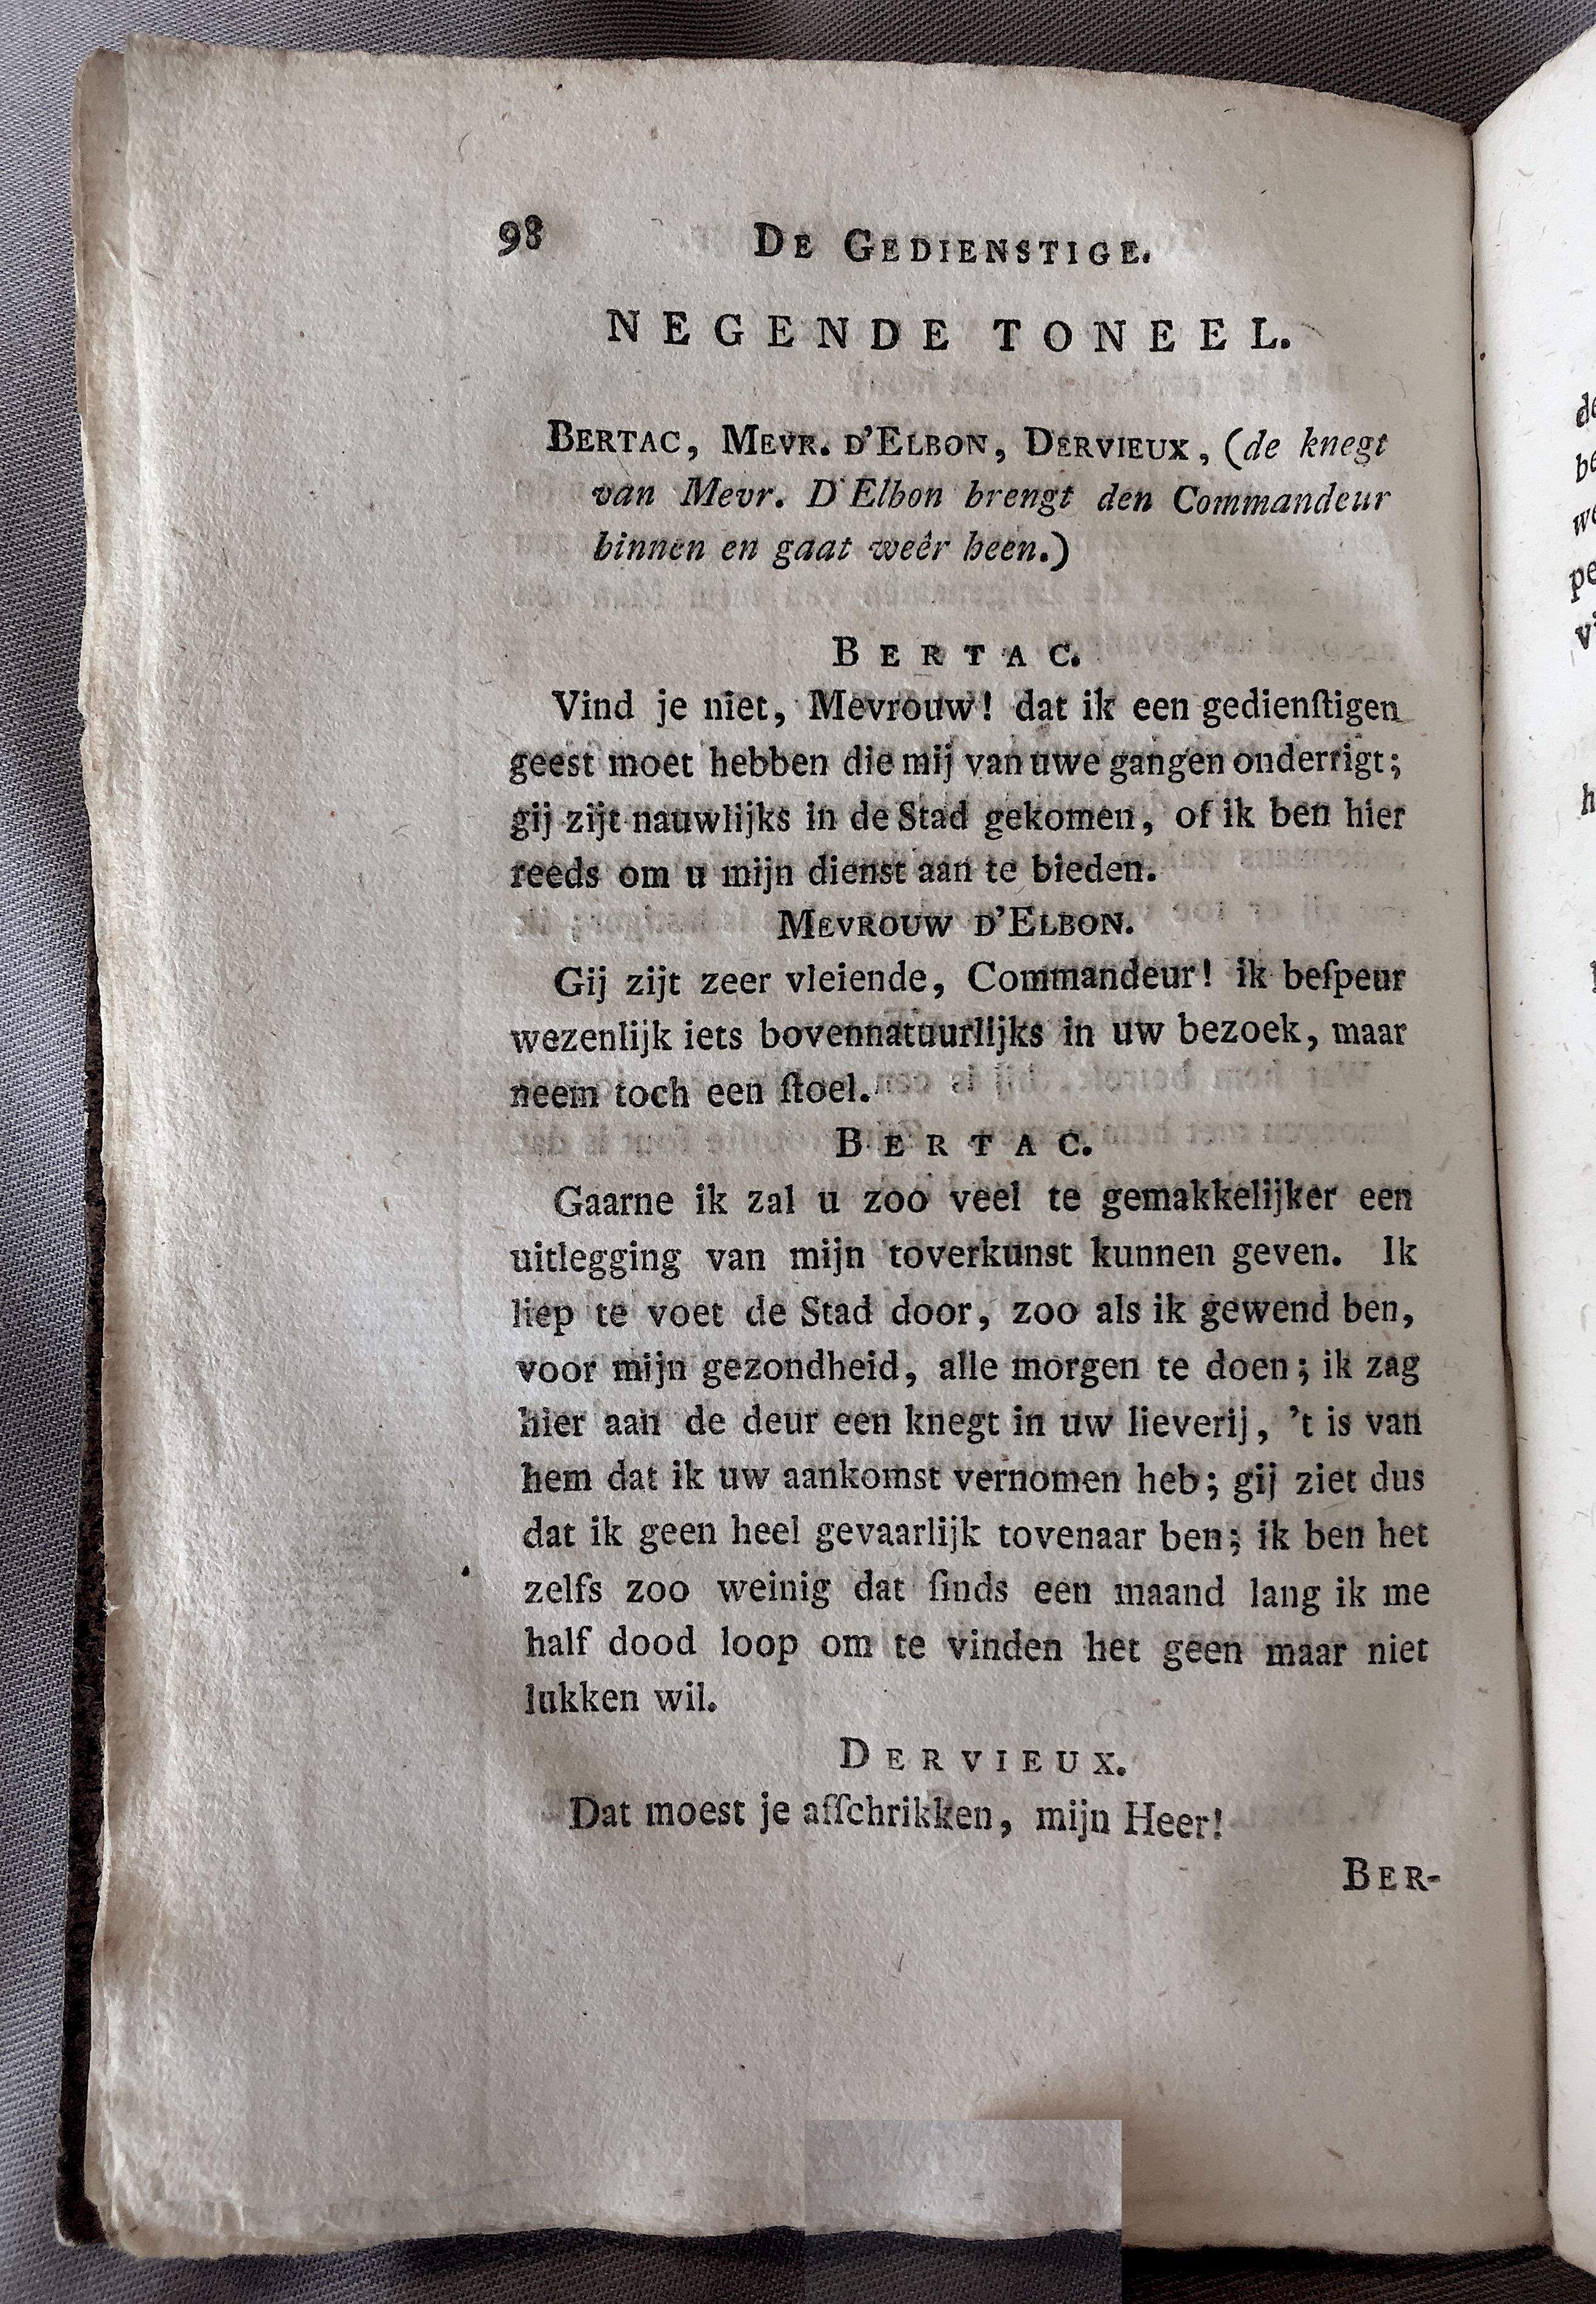 98 De Gedienstige.
NEGENDE TONEEL.
Bertac, Mevr. d'Elbon, Dervieux, (de knegt
van Mevr. D'Elbon brengt den Commandeur
binnen en gaat weêr heen.)
Bertac.
Vind je niet, Mevrouw! dat ik een gedienſtigen
geest moet hebben die mij van uwe gangen onderrigt;
gij zijt nauwlijks in de Stad gekomen, of ik ben hier
reeds om u mijn dienst aan te bieden.
Mevrouw d'Elbon.
Gij zijt zeer vleiende, Commandeur! ik beſpeur
wezenlijk iets bovennatuurlijks in uw bezoek, maar
neem toch een ſtoel.
Bertac.
Gaarne ik zal u zoo veel te gemakkelijker een
uitlegging van mijn toverkunst kunnen geven. Ik
liep te voet de Stad door, zoo als ik gewend ben,
voor mijn gezondheid, alle morgen te doen; ik zag
hier aan de deur een knegt in uw lieverij, 't is van
hem dat ik uw aankomst vernomen heb; gij ziet dus
dat ik geen heel gevaarlijk tovenaar ben; ik ben het
zelfs zoo weinig dat ſinds een maand lang ik me
half dood loop om te vinden het geen maar niet
lukken wil.
Dervieux.
Dat moest je afſchrikken, mijn Heer!
Ber-